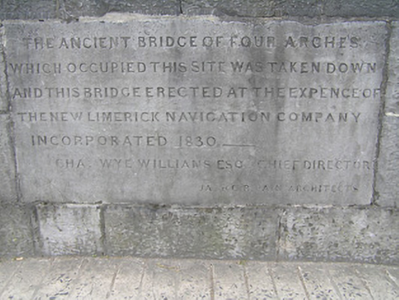 THE ANCIENT BRIDGE OF FOUR ARCHES
WHICH OCCUPIED THIS SITE WAS TAKEN DOWN
AND THIS BRIDGE ERECTED AT THE EXPENCE OF
THE NEW LIMERICK NAVIGATION COMPANY
INCORPORATED 1830.
CHA. WYE WILLIAMS ESQ. CHIEF DIRECTOR
PAIN ARCHITECTS